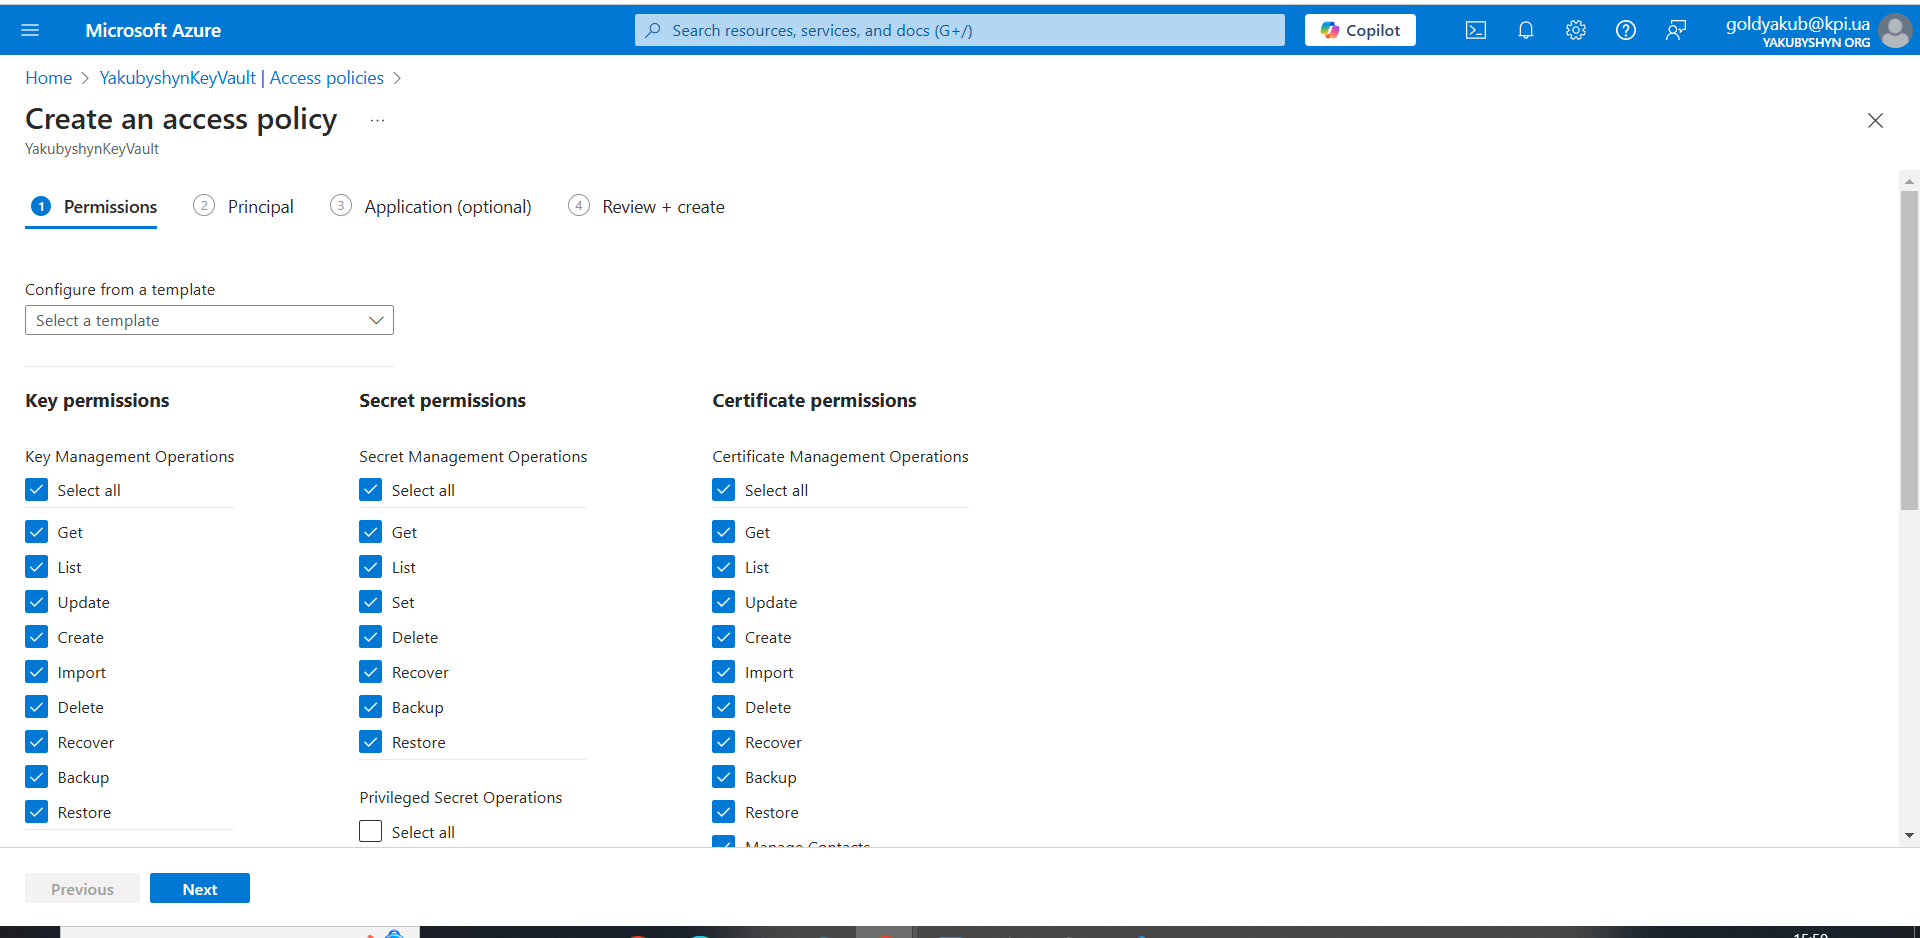 Microsoft Azure
Search resources, services, and docs (G+/)
Copilot
goldyakub@kpi.ua
YAKUBYSHYN ORG
Home > YakubyshynKeyVault | Access policies >
Create an access policy ...
YakubyshynKeyVault
1 Permissions
2 Principal
3 Application (optional)
4 Review + create
Configure from a template
Select a template
Key permissions
Key Management Operations
Select all
Get
List
Update
Create
Import
Delete
Recover
Backup
Restore
Secret permissions
Secret Management Operations
Select all
Get
List
Set
Delete
Recover
Backup
Restore
Privileged Secret Operations
Select all
Certificate permissions
Certificate Management Operations
Select all
Get
List
Update
Create
Import
Delete
Recover
Backup
Restore
Manage Contacts
Previous
Next